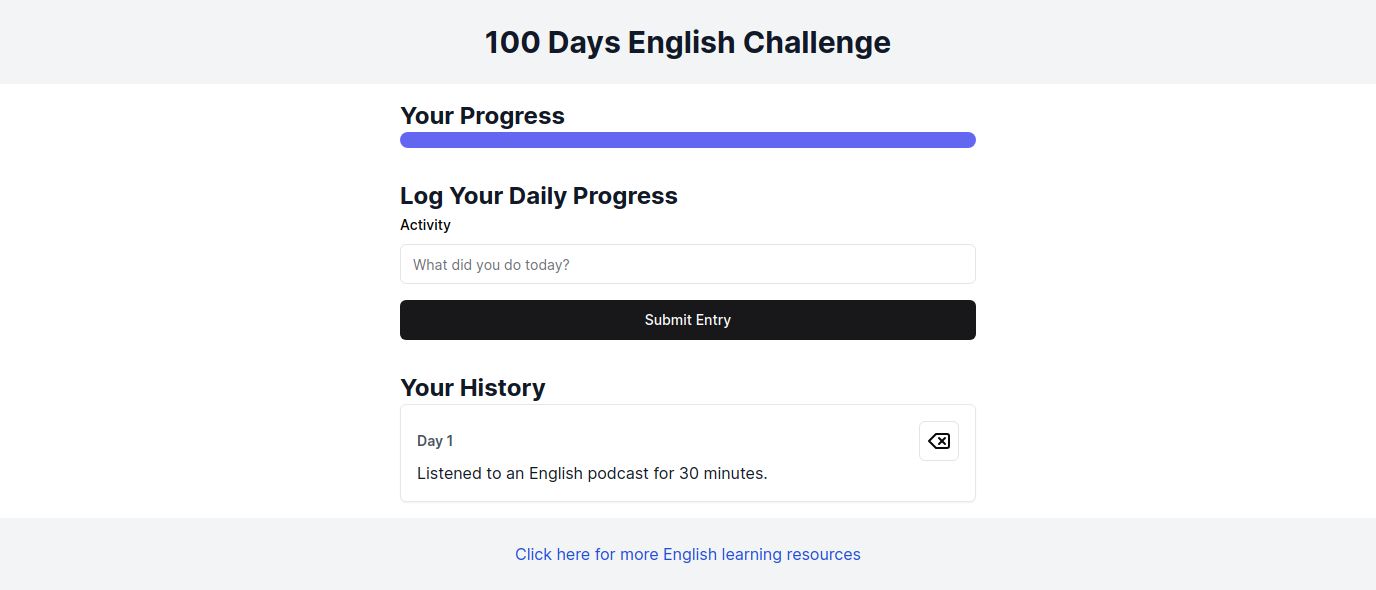 100 Days English Challenge
Your Progress
Log Your Daily Progress
Activity
What did you do today?
Submit Entry
Your History
Day 1
Listened to an English podcast for 30 minutes.
Click here for more English learning resources